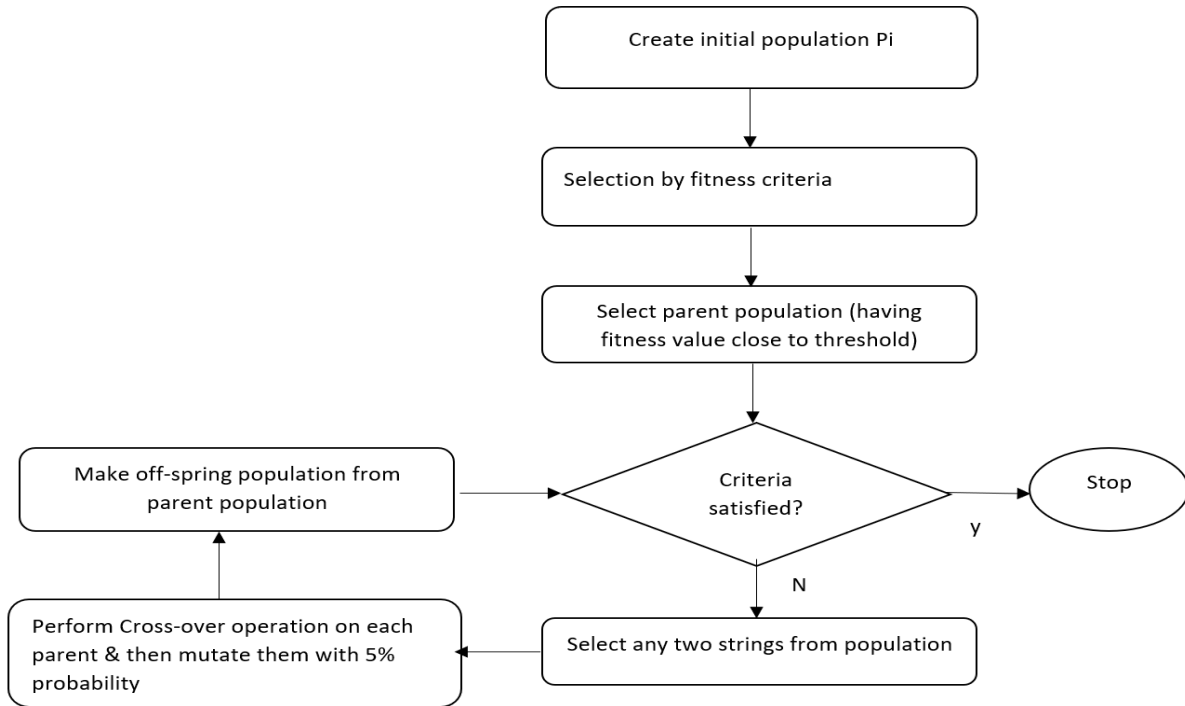 Create initial population Pi
Selection by fitness criteria
Select parent population (having
fitness value close to threshold)
Criteria
satisfied?
y
Stop
N
Select any two strings from population
Perform Cross-over operation on each
parent & then mutate them with 5%
probability
Make off-spring population from
parent population